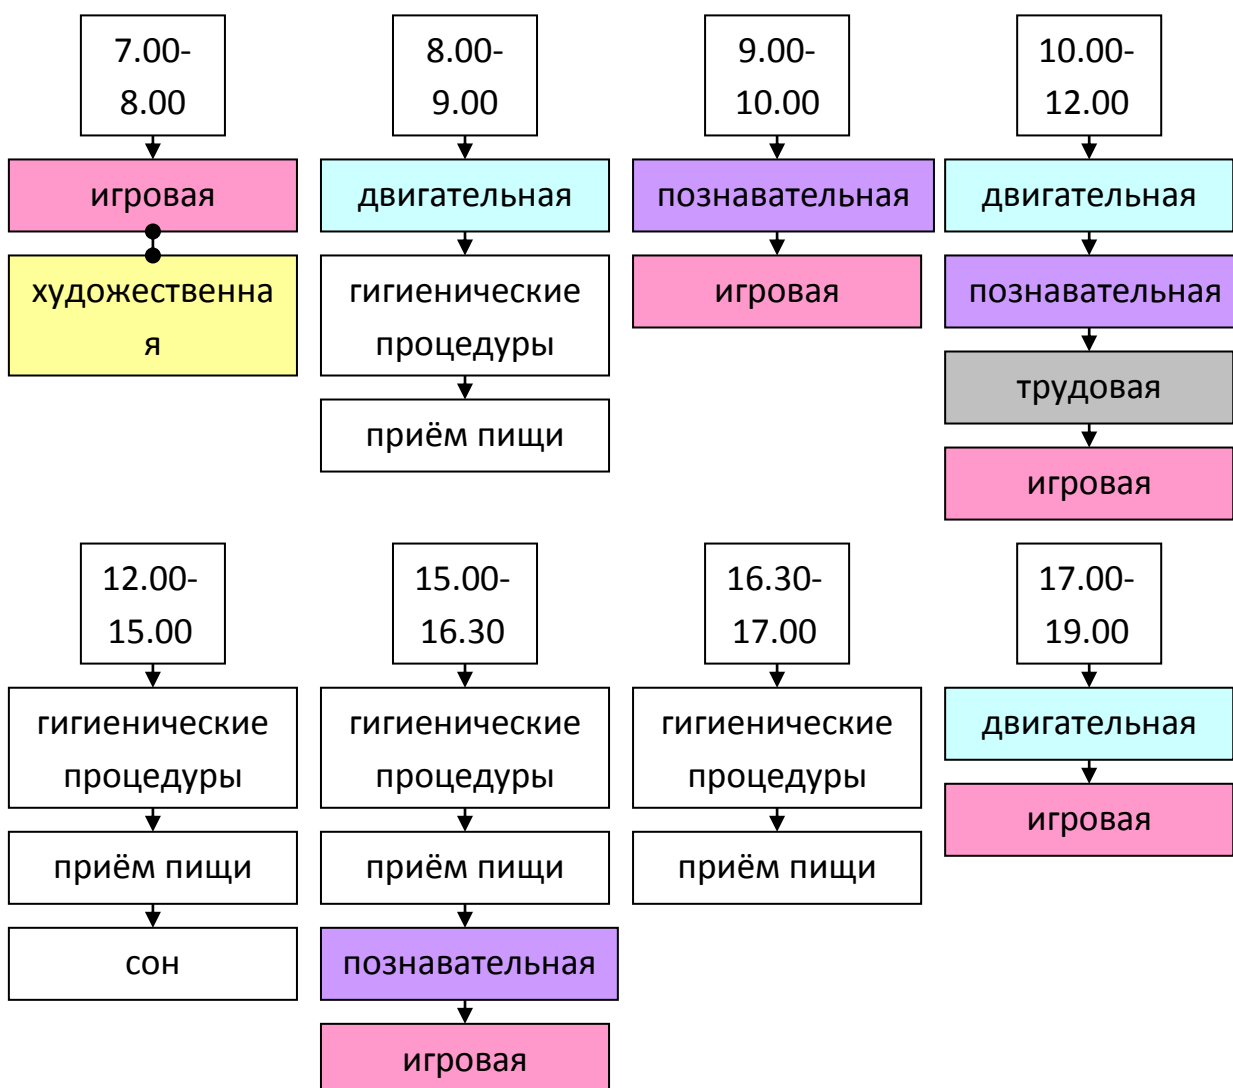 7.00-
8.00
игровая
художественна
я
8.00-
9.00
двигательная
гигиенические
процедуры
приём пищи
9.00-
10.00
познавательная
игровая
10.00-
12.00
двигательная
познавательная
трудовая
игровая
12.00-
15.00
гигиенические
процедуры
приём пищи
сон
15.00-
16.30
гигиенические
процедуры
приём пищи
познавательная
игровая
16.30-
17.00
гигиенические
процедуры
приём пищи
17.00-
19.00
двигательная
игровая